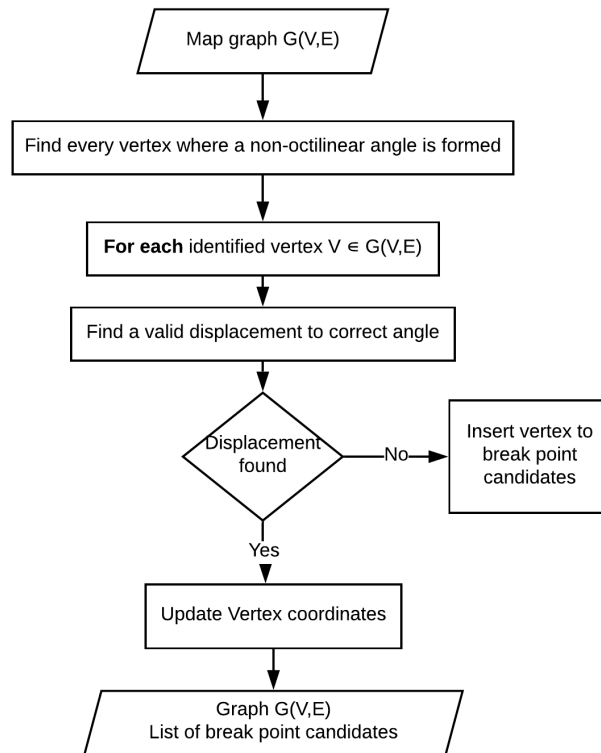 Map graph G(V,E)
Find every vertex where a non-octilinear angle is formed
For each identified vertex V ∈ G(V,E)
Find a valid displacement to correct angle
Displacement
found
No
Insert vertex to
break point
candidates
Yes
Update Vertex coordinates
Graph G(V,E)
List of break point candidates